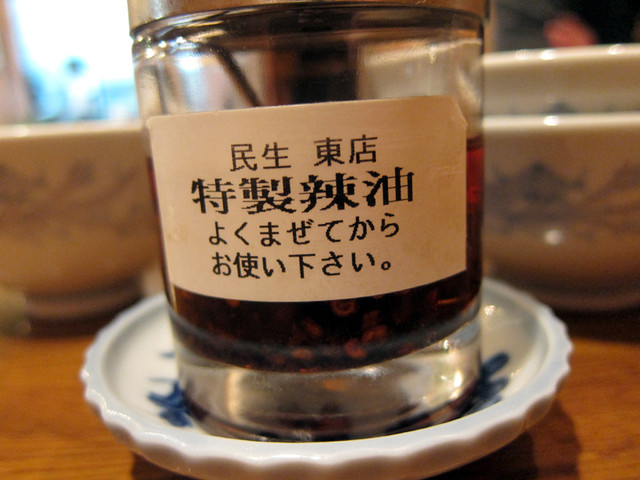 民生 東店
特製辣油
よくまぜてから
お使い下さい。